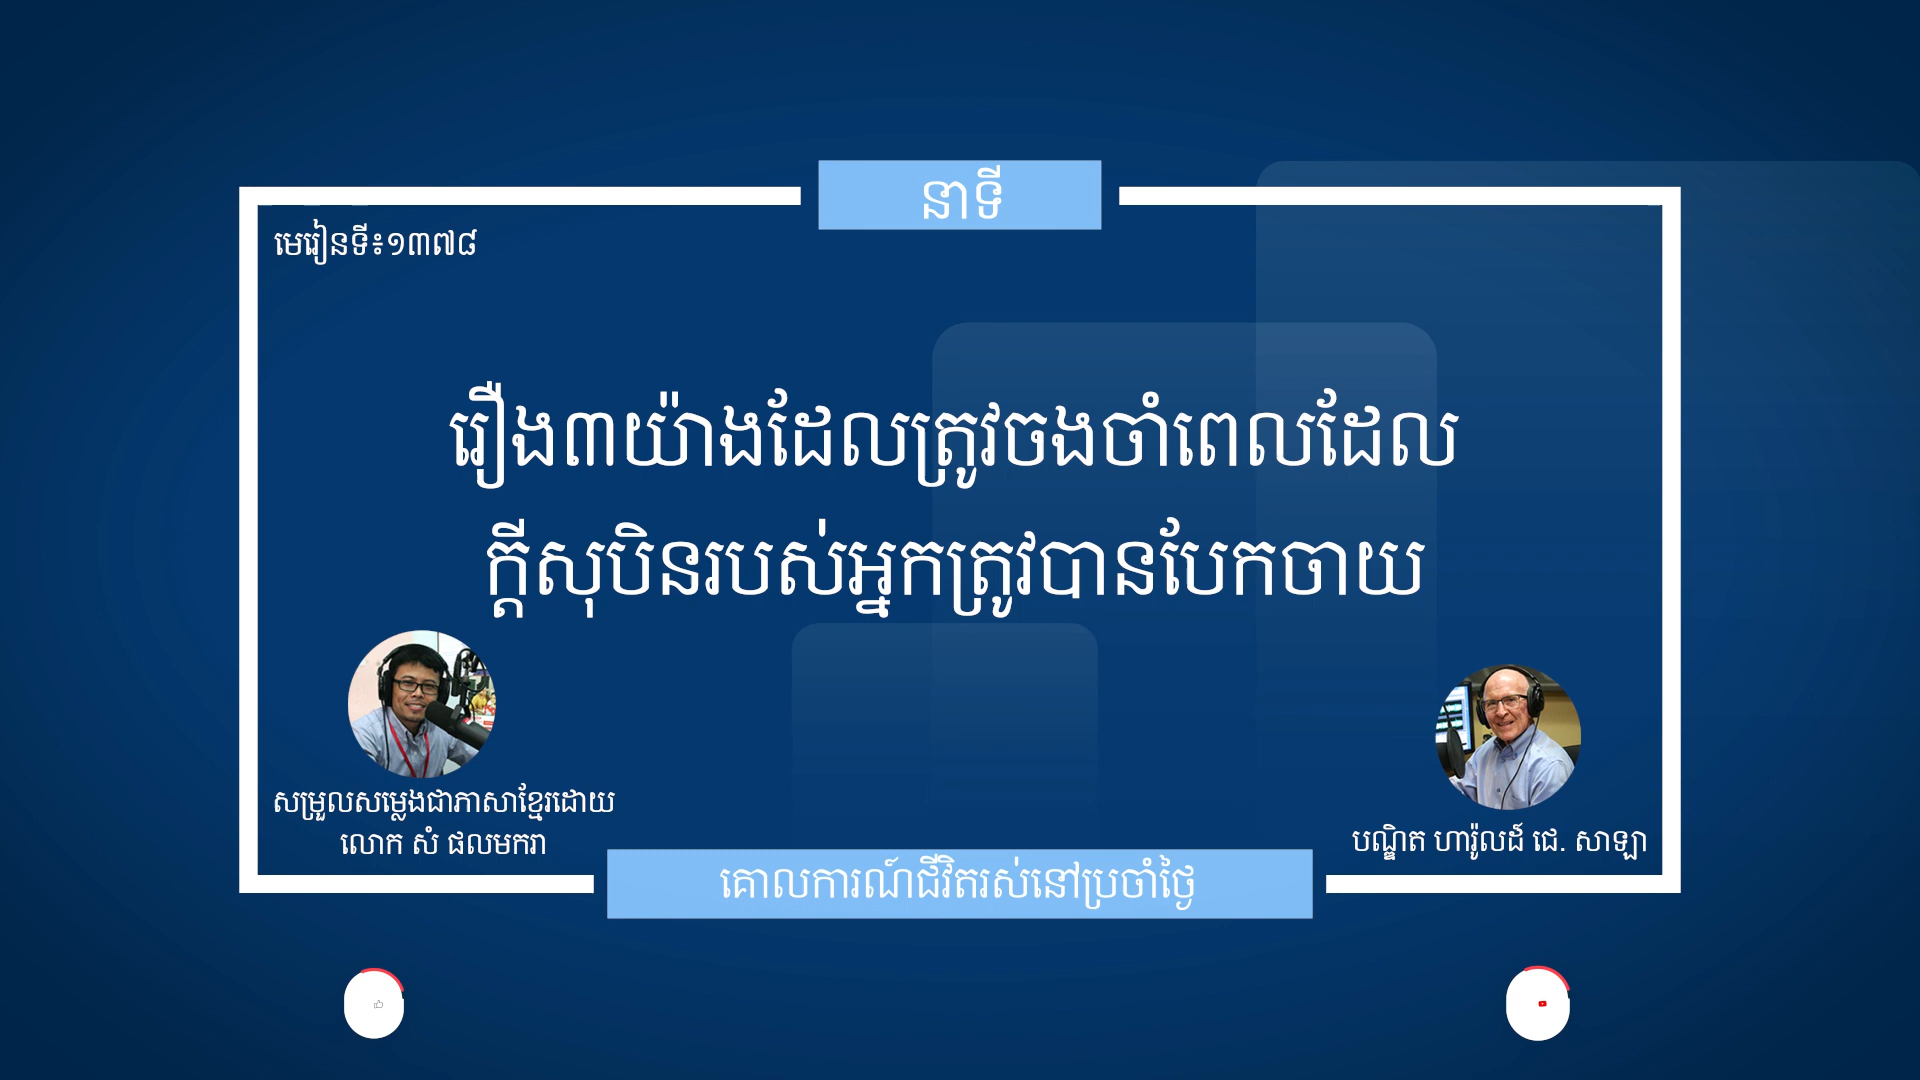 នាទី
មេរៀនទី៖១៣៧៨
រឿង៣យ៉ាងដែលត្រូវចងចាំពេលដែល
ក្ដីសុបិនរបស់អ្នកត្រូវបានបែកចាយ
សម្រួលសម្លេងជាភាសាខ្មែរដោយ
លោក សំ ផលមករា
បណ្ឌិត ហារ៉ូលដ៍ ជេ. សាឡា
គោលការណ៍ជីវិតរស់នៅប្រចាំថ្ងៃ